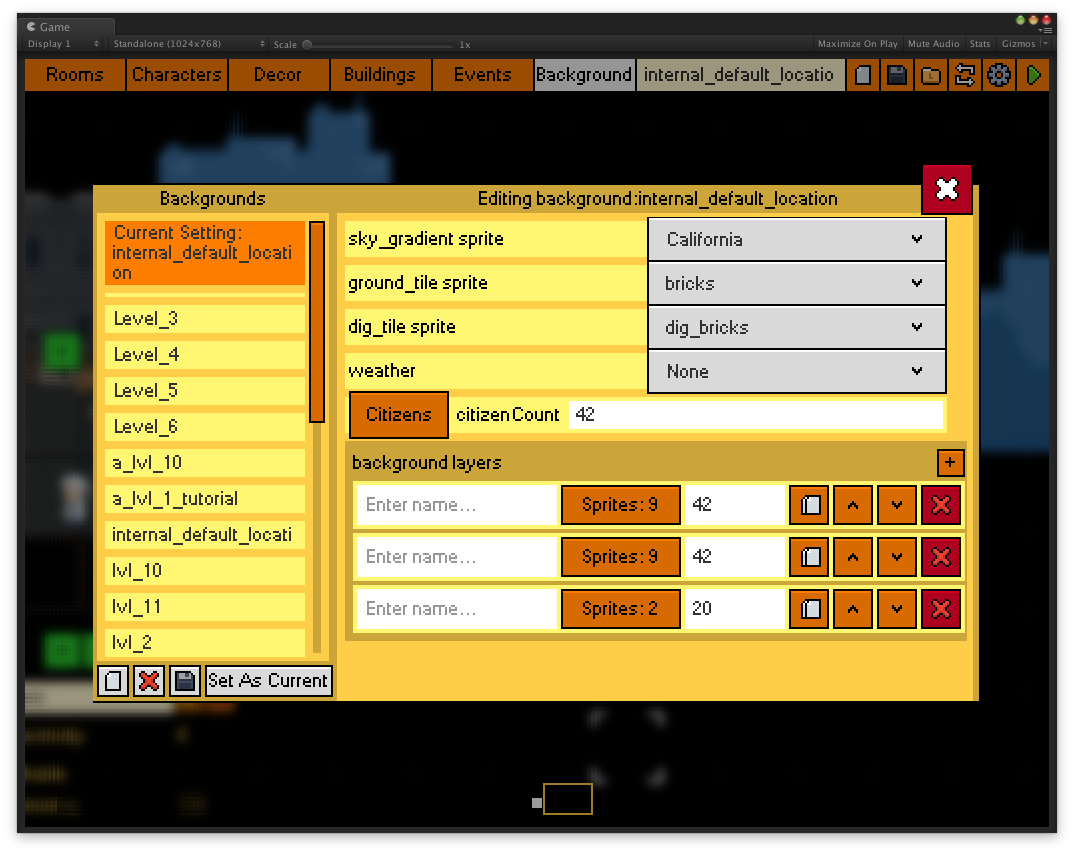 Game
Display 1 Standalone (1024x768) Scale 1x Maximize On Play Mute Audio Stats Gizmos
Rooms Characters Decor Buildings Events Background internal_default_locatio
Backgrounds
Editing background:internal_default_location
Current Setting:
internal_default_locati
on
Level_3
Level_4
Level_5
Level_6
a_lvl_10
a_lvl_1_tutorial
internal_default_locati
lvl_10
lvl_11
lvl_2
Set As Current
sky_gradient sprite California
ground_tile sprite bricks
dig_tile sprite dig_bricks
weather None
Citizens citizenCount 42
background layers +
Enter name... Sprites: 9 42
Enter name... Sprites: 9 42
Enter name... Sprites: 2 20